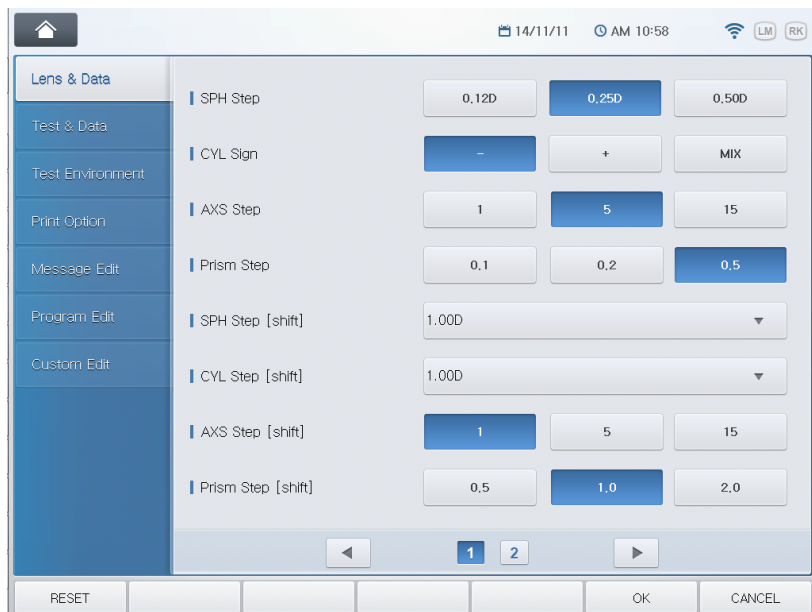 14/11/11 AM 10:58 LM RK
Lens & Data
Test & Data
Test Environment
Print Option
Message Edit
Program Edit
Custom Edit
SPH Step 0.12D 0.25D 0.50D
CYL Sign - + MIX
AXS Step 1 5 15
Prism Step 0.1 0.2 0.5
SPH Step [shift] 1.00D
CYL Step [shift] 1.00D
AXS Step [shift] 1 5 15
Prism Step [shift] 0.5 1.0 2.0
1 2
RESET OK CANCEL